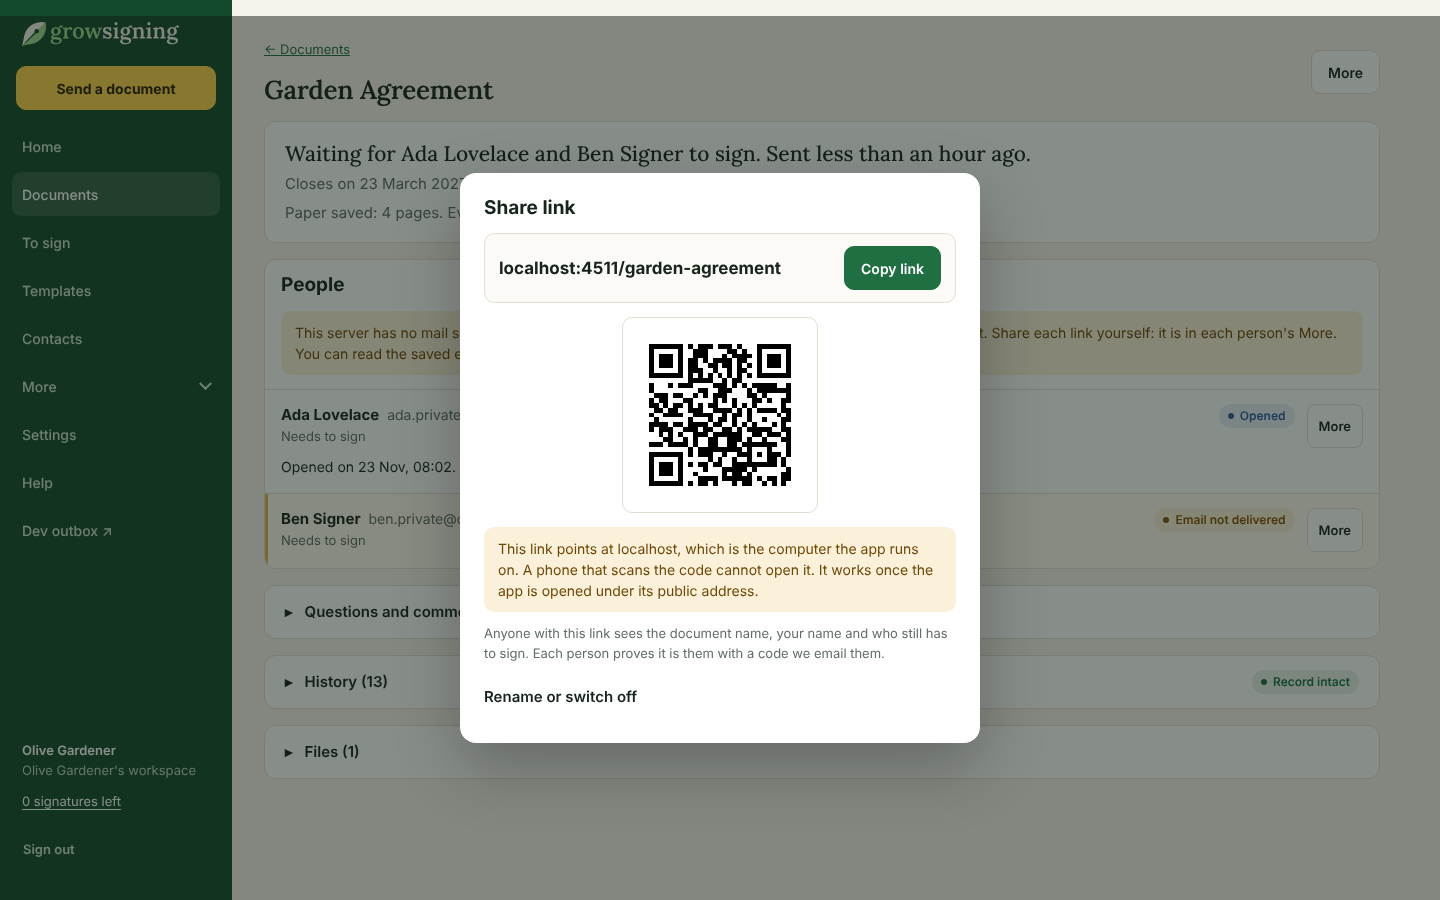 growsigning
Send a document
Home
Documents
To sign
Templates
Contacts
More
Settings
Help
Dev outbox ↗
Olive Gardener
Olive Gardener's workspace
0 signatures left
Sign out
← Documents
Garden Agreement
More
Waiting for Ada Lovelace and Ben Signer to sign. Sent less than an hour ago.
Closes on 23 March 202
Paper saved: 4 pages.
People
This server has no mail
t. Share each link yourself: it is in each person's More.
You can read the saved
Ada Lovelace ada.private
Needs to sign
Opened on 23 Nov, 08:02.
Opened
More
Ben Signer ben.private@
Needs to sign
Email not delivered
More
Questions and comme
History (13)
Record intact
Files (1)
Share link
localhost:4511/garden-agreement
Copy link
This link points at localhost, which is the computer the app runs
on. A phone that scans the code cannot open it. It works once the
app is opened under its public address.
Anyone with this link sees the document name, your name and who still has
to sign. Each person proves it is them with a code we email them.
Rename or switch off